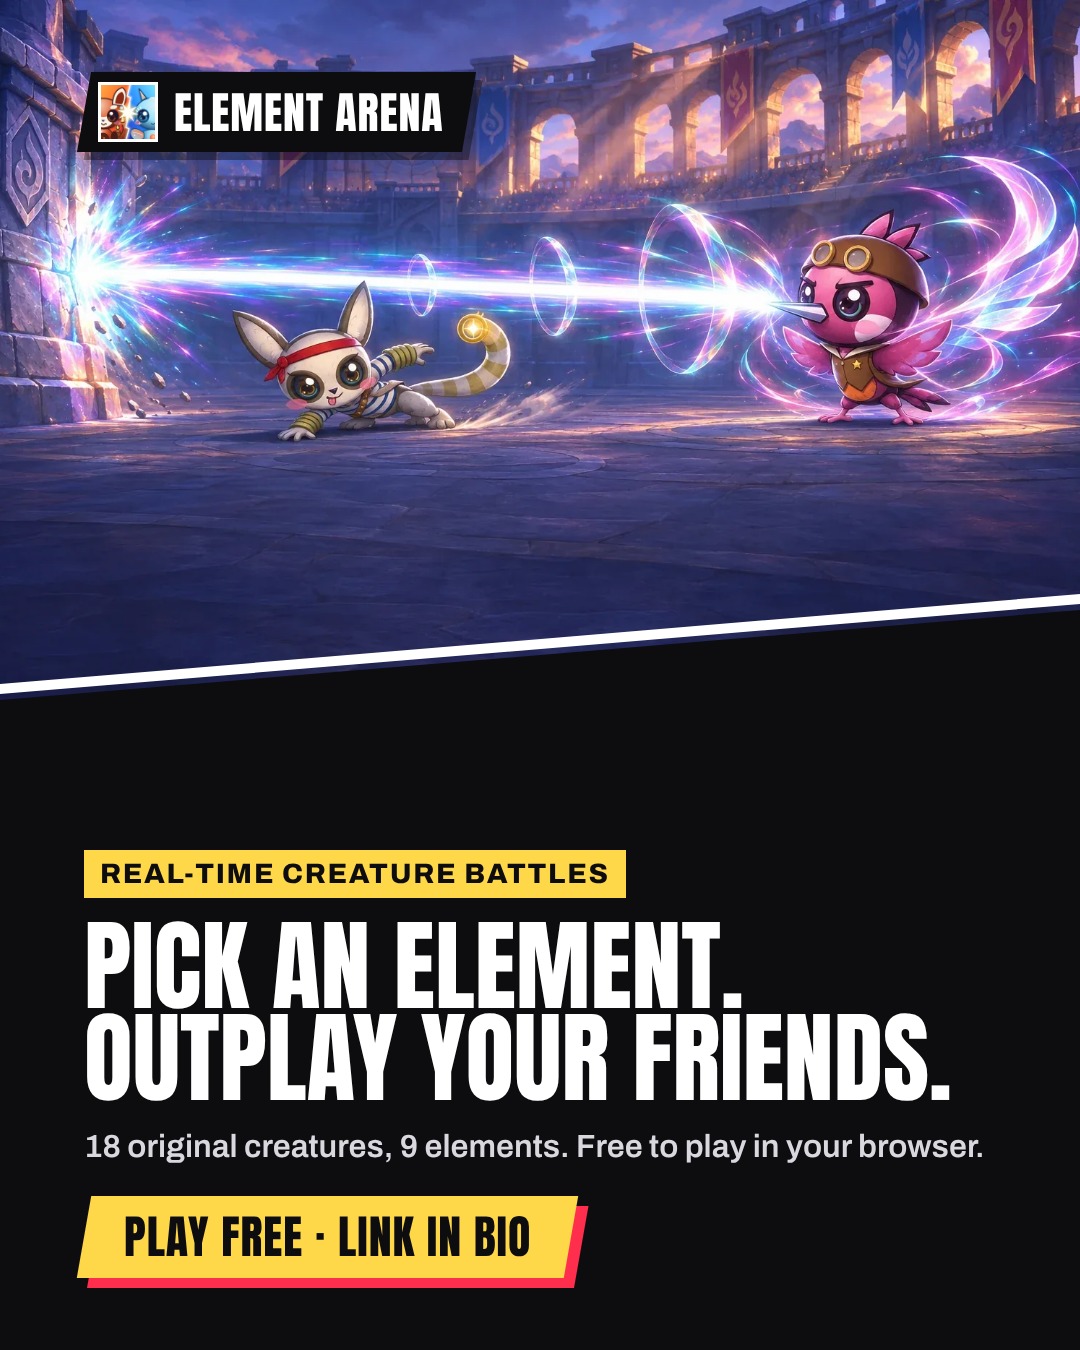 ELEMENT ARENA
REAL-TIME CREATURE BATTLES
PICK AN ELEMENT.
OUTPLAY YOUR FRIENDS.
18 original creatures, 9 elements. Free to play in your browser.
PLAY FREE · LINK IN BIO